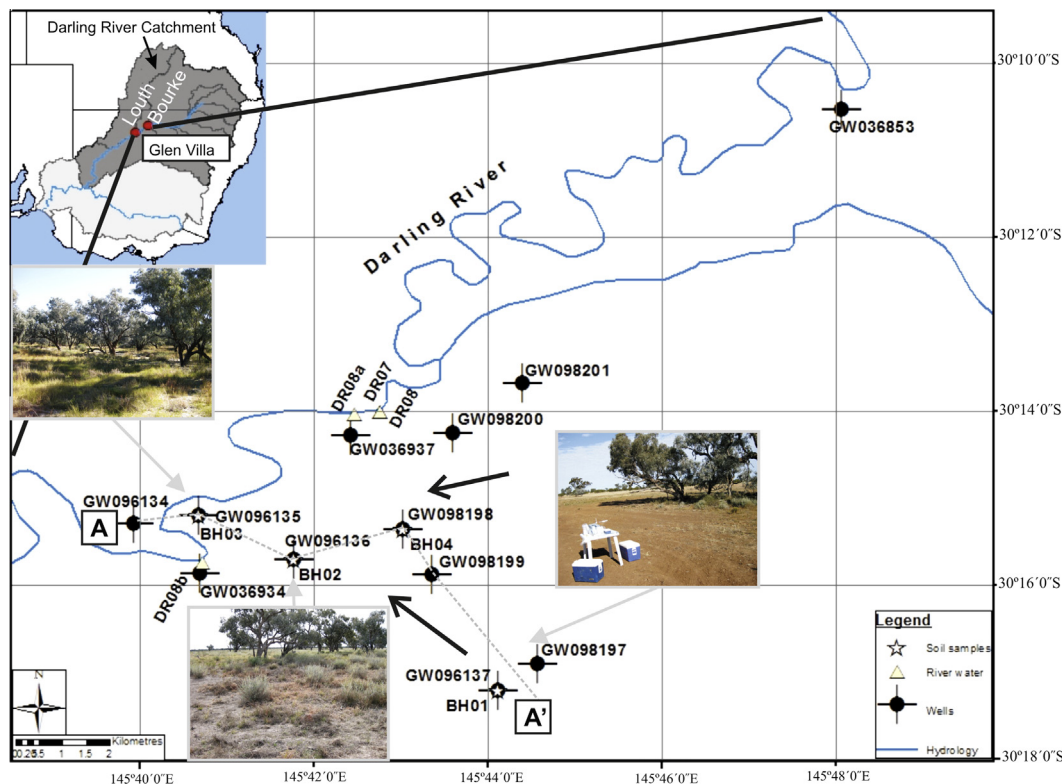 Darling River Catchment
Louth
Bourke
Glen Villa
30°10´0˝S
GW036853
Darling River
30°12´0˝S
GW098201
DR08a
DR07
DR08
30°14´0˝S
GW098200
GW036937
GW096134
A
GW096135
BH03
GW098198
GW096136
BH04
BH02
GW098199
DR08b
GW036934
30°16´0˝S
GW098197
GW096137
BH01
A'
Legend
Soil samples
River water
Wells
Hydrology
N
Kilometres
0 0.25 0.5 1 1.5 2
30°18´0˝S
145°40´0˝E
145°42´0˝E
145°44´0˝E
145°46´0˝E
145°48´0˝E